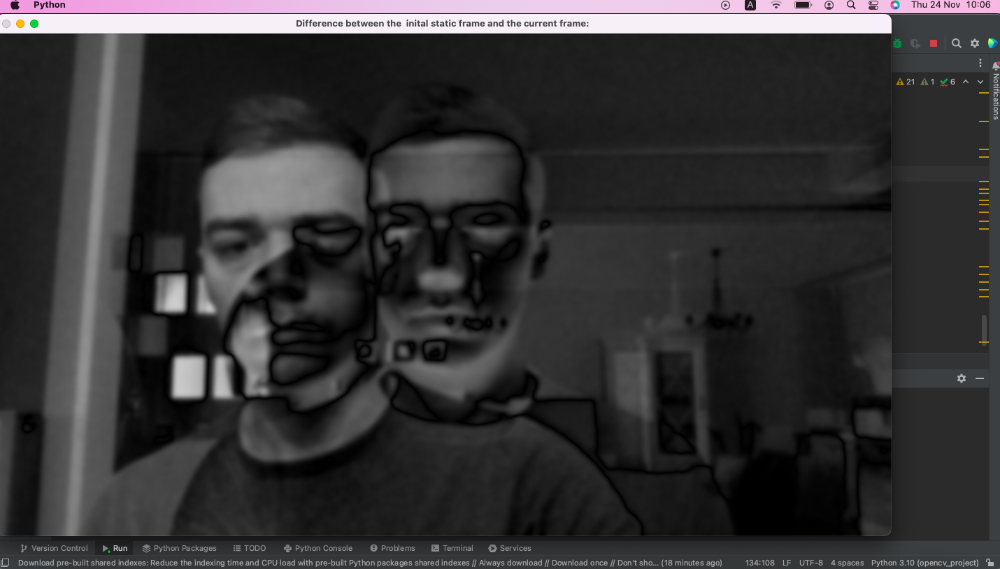 Python
A
Thu 24 Nov 10:06
Difference between the  inital static frame and the current frame:
21 1 6
Notifications
Version Control Run Python Packages TODO Python Console Problems Terminal Services
Download pre-built shared indexes: Reduce the indexing time and CPU load with pre-built Python packages shared indexes // Always download // Download once // Don't sho... (18 minutes ago) 134:108 LF UTF-8 4 spaces Python 3.10 (opencv_project)